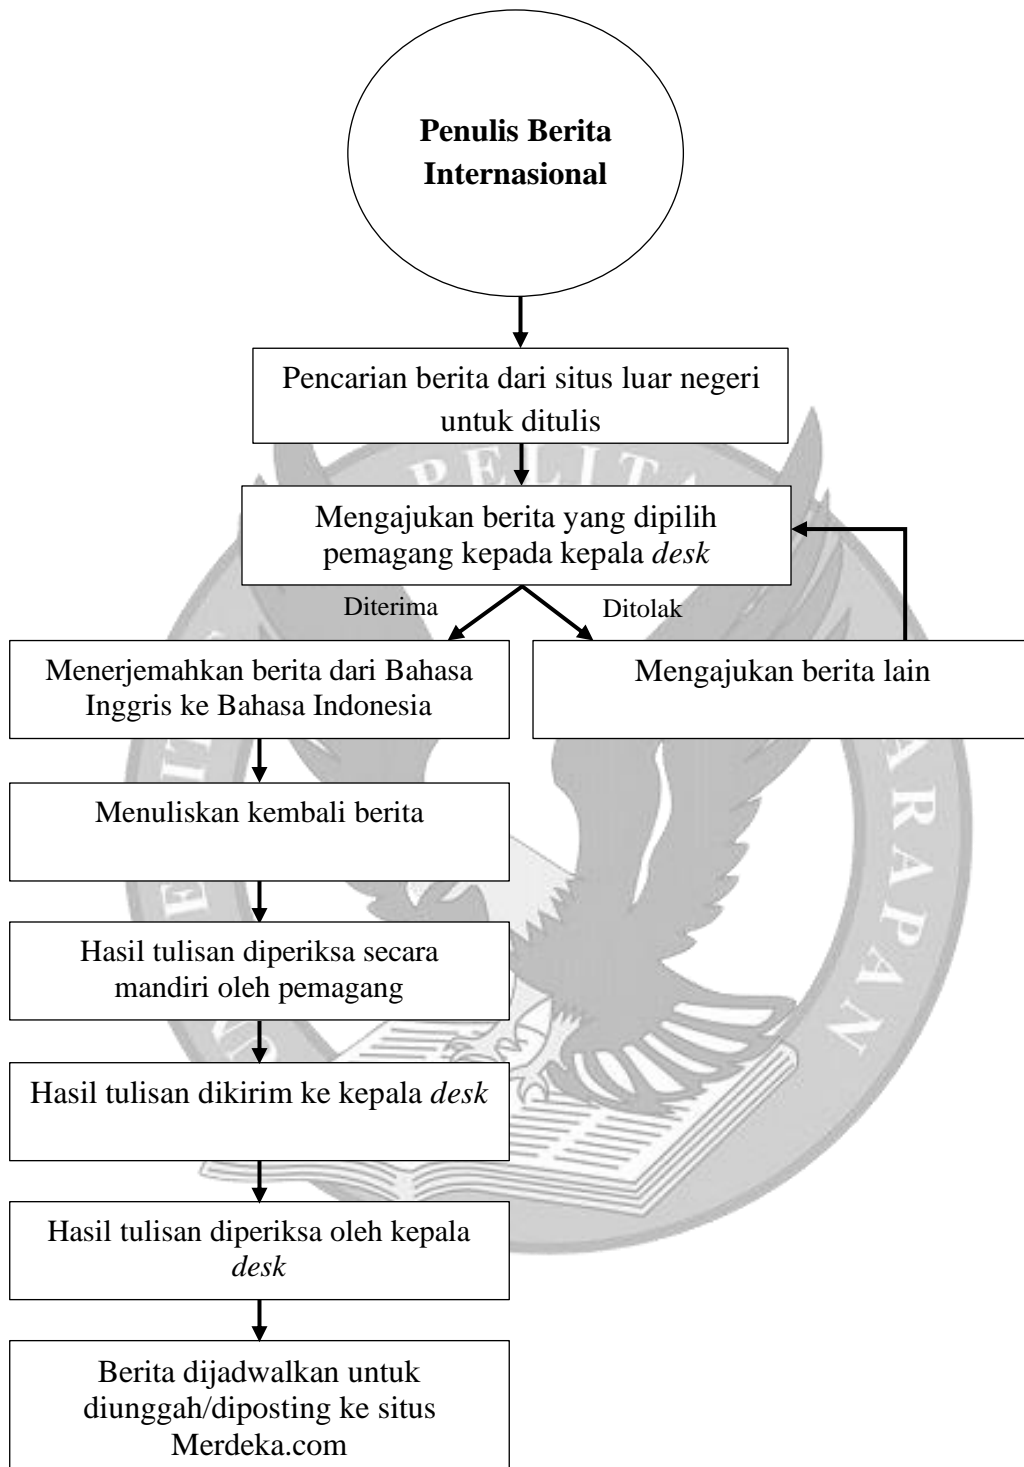 Penulis Berita
Internasional
Pencarian berita dari situs luar negeri
untuk ditulis
PELITA
Mengajukan berita yang dipilih
pemagang kepada kepala desk
Diterima
Ditolak
Menerjemahkan berita dari Bahasa
Inggris ke Bahasa Indonesia
Mengajukan berita lain
ARAPAN
Menuliskan kembali berita
Hasil tulisan diperiksa secara
mandiri oleh pemagang
Hasil tulisan dikirim ke kepala desk
Hasil tulisan diperiksa oleh kepala
desk
Berita dijadwalkan untuk
diunggah/diposting ke situs
Merdeka.com